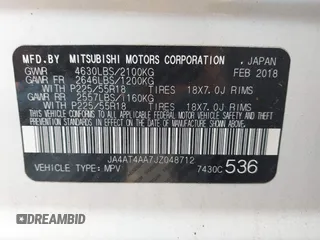 MFD.BY MITSUBISHI MOTORS CORPORATION , JAPAN
GVWR 4630LBS/2100KG FEB 2018
GAWR FR 2646LBS/1200KG
WITH P225/55R18 TIRES 18X7.0J RIMS
GAWR RR 2557LBS/1160KG
WITH P225/55R18 TIRES 18X7.0J RIMS
THIS VEHICLE CONFORMS TO ALL APPLICABLE FEDERAL MOTOR VEHICLE SAFETY AND THEFT PREVENTION STANDARDS IN EFFECT ON THE DATE OF MANUFACTURE SHOWN ABOVE.
JA4AT4AA7JZ048712
VEHICLE TYPE: MPV 7430C 536
© CARDEBID AutoBidMaster